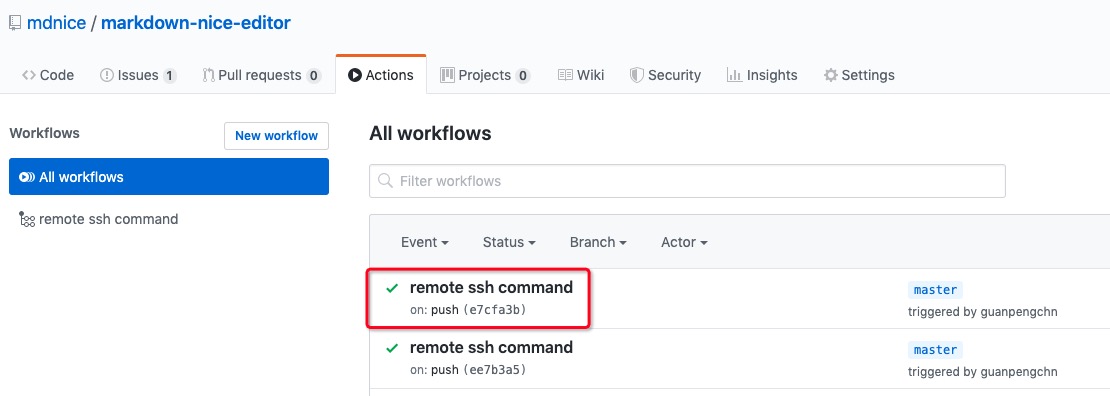 mdnice / markdown-nice-editor
Code Issues 1 Pull requests 0 Actions Projects 0 Wiki Security Insights Settings
Workflows
New workflow
All workflows
remote ssh command
All workflows
Filter workflows
Event Status Branch Actor
remote ssh command
on: push (e7cfa3b)
master
triggered by guanpengchn
remote ssh command
on: push (ee7b3a5)
master
triggered by guanpengchn